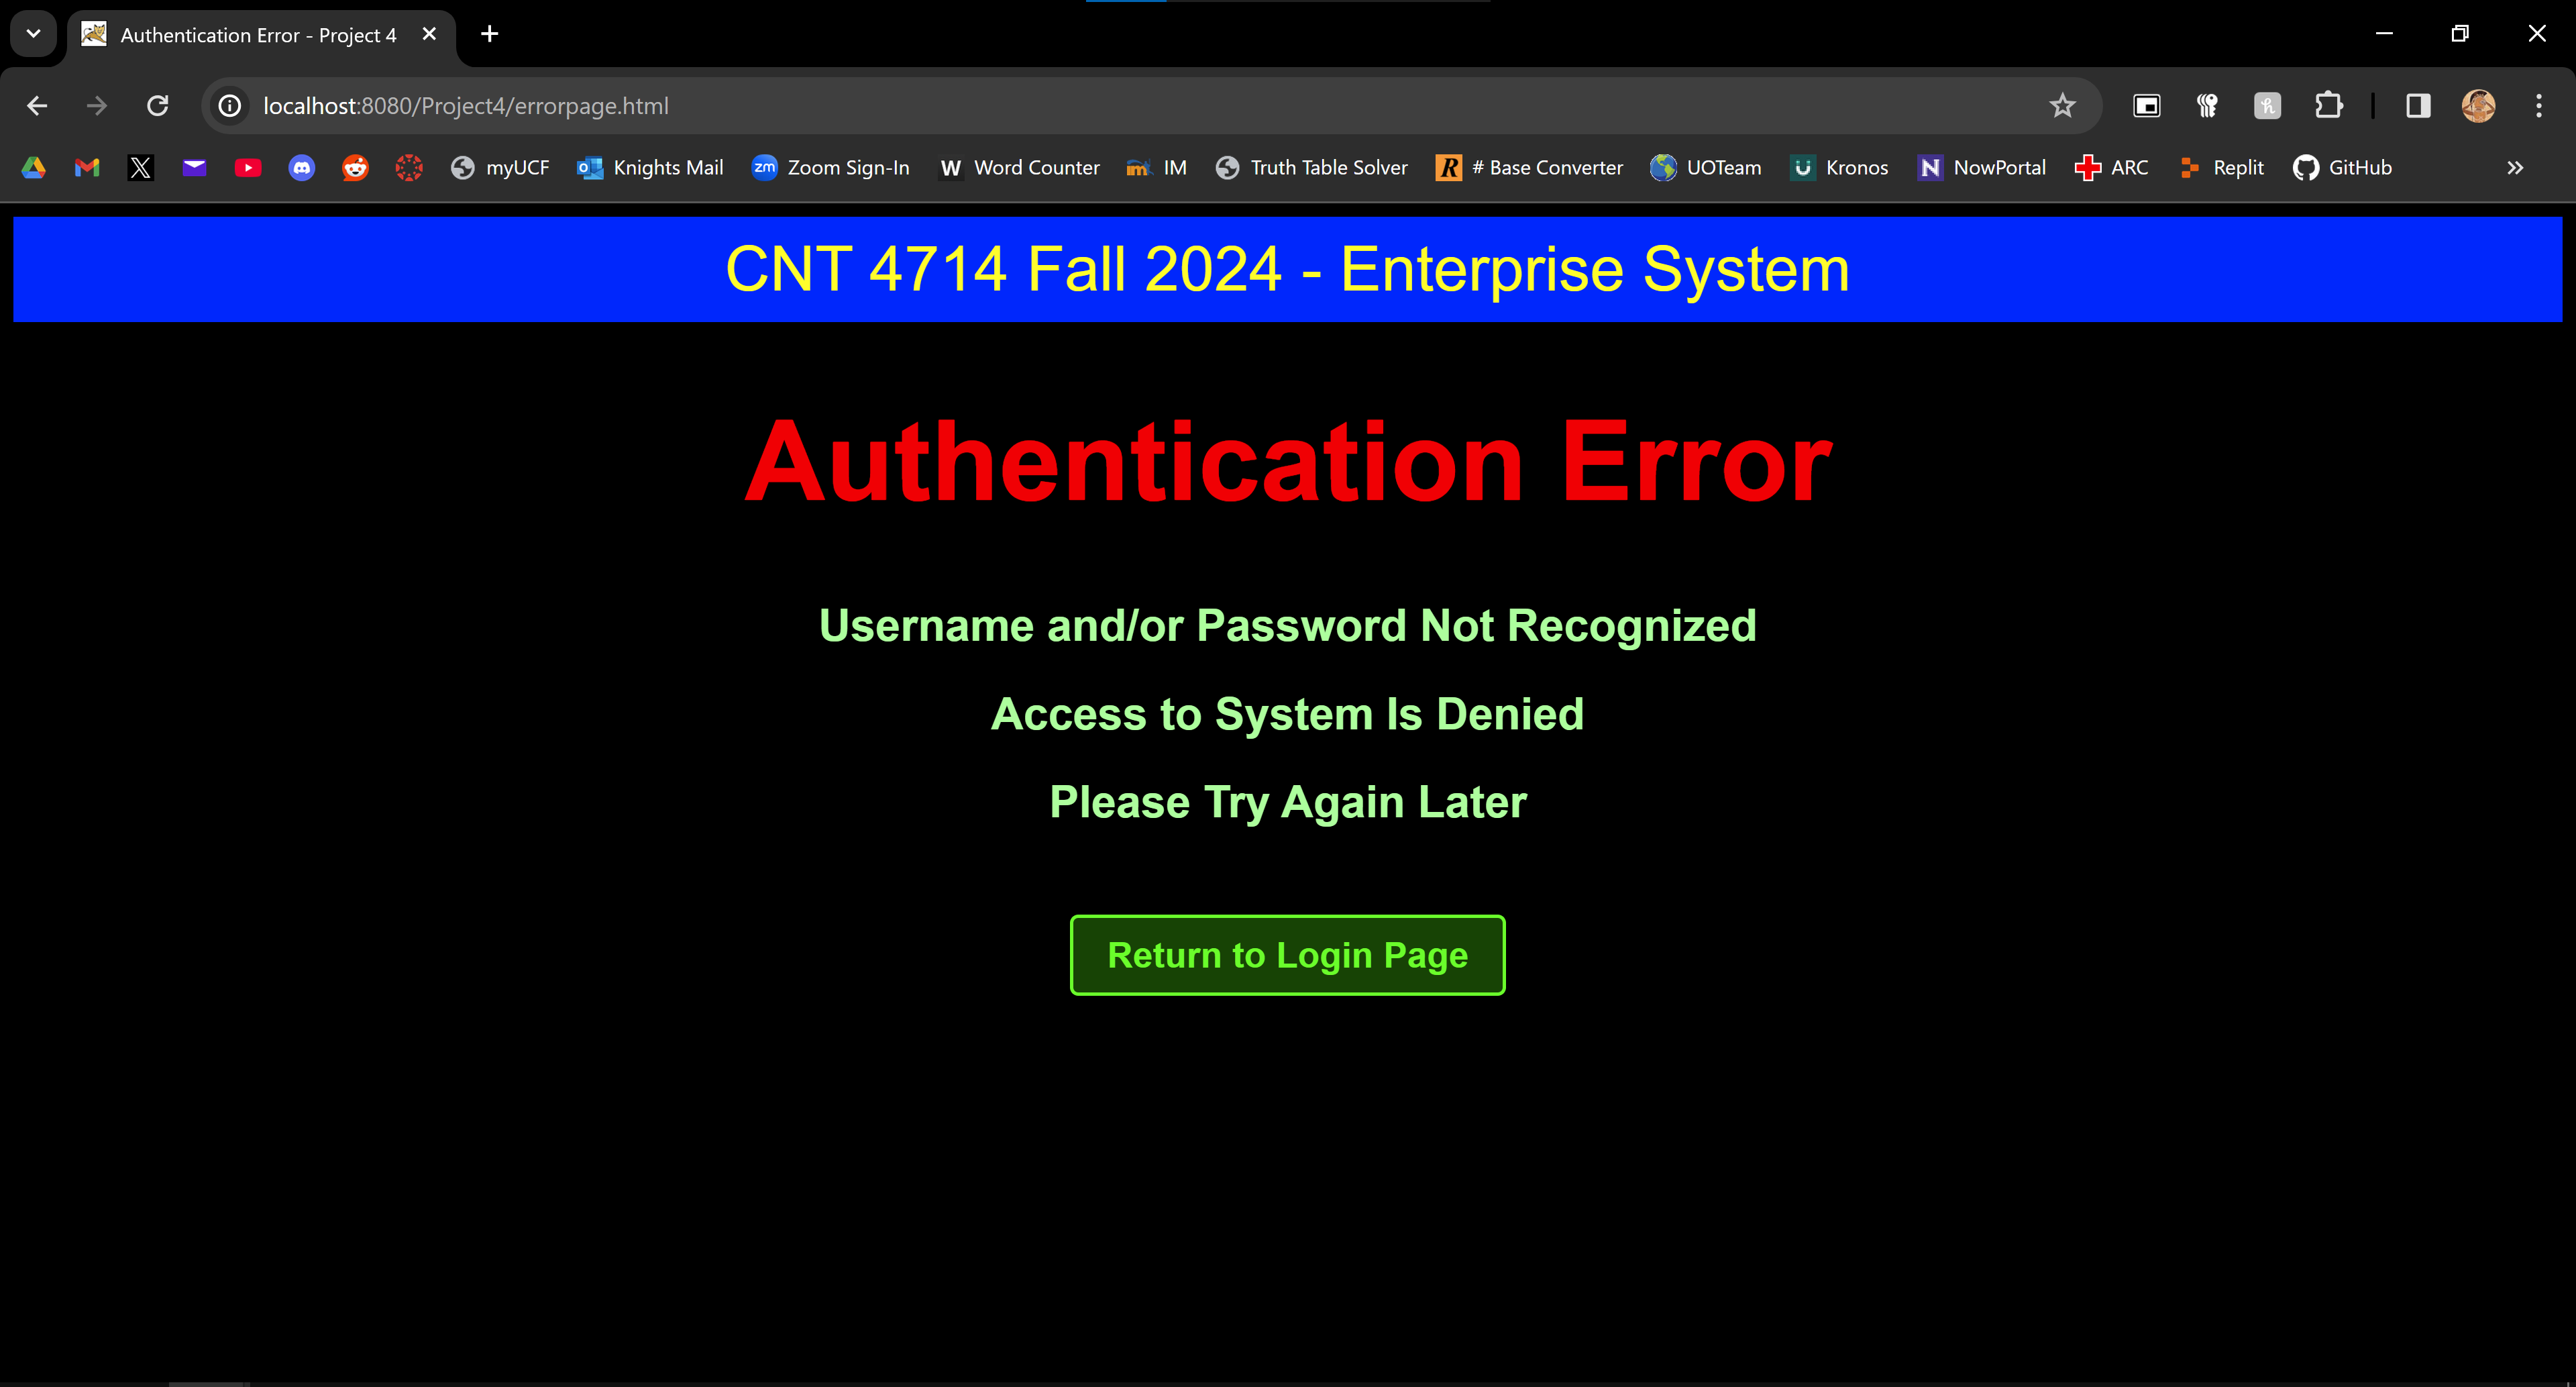 Authentication Error - Project 4
localhost:8080/Project4/errorpage.html
myUCF Knights Mail zm Zoom Sign-In W Word Counter IM Truth Table Solver R # Base Converter UOTeam Kronos N NowPortal ARC Replit GitHub
CNT 4714 Fall 2024 - Enterprise System
Authentication Error
Username and/or Password Not Recognized
Access to System Is Denied
Please Try Again Later
Return to Login Page